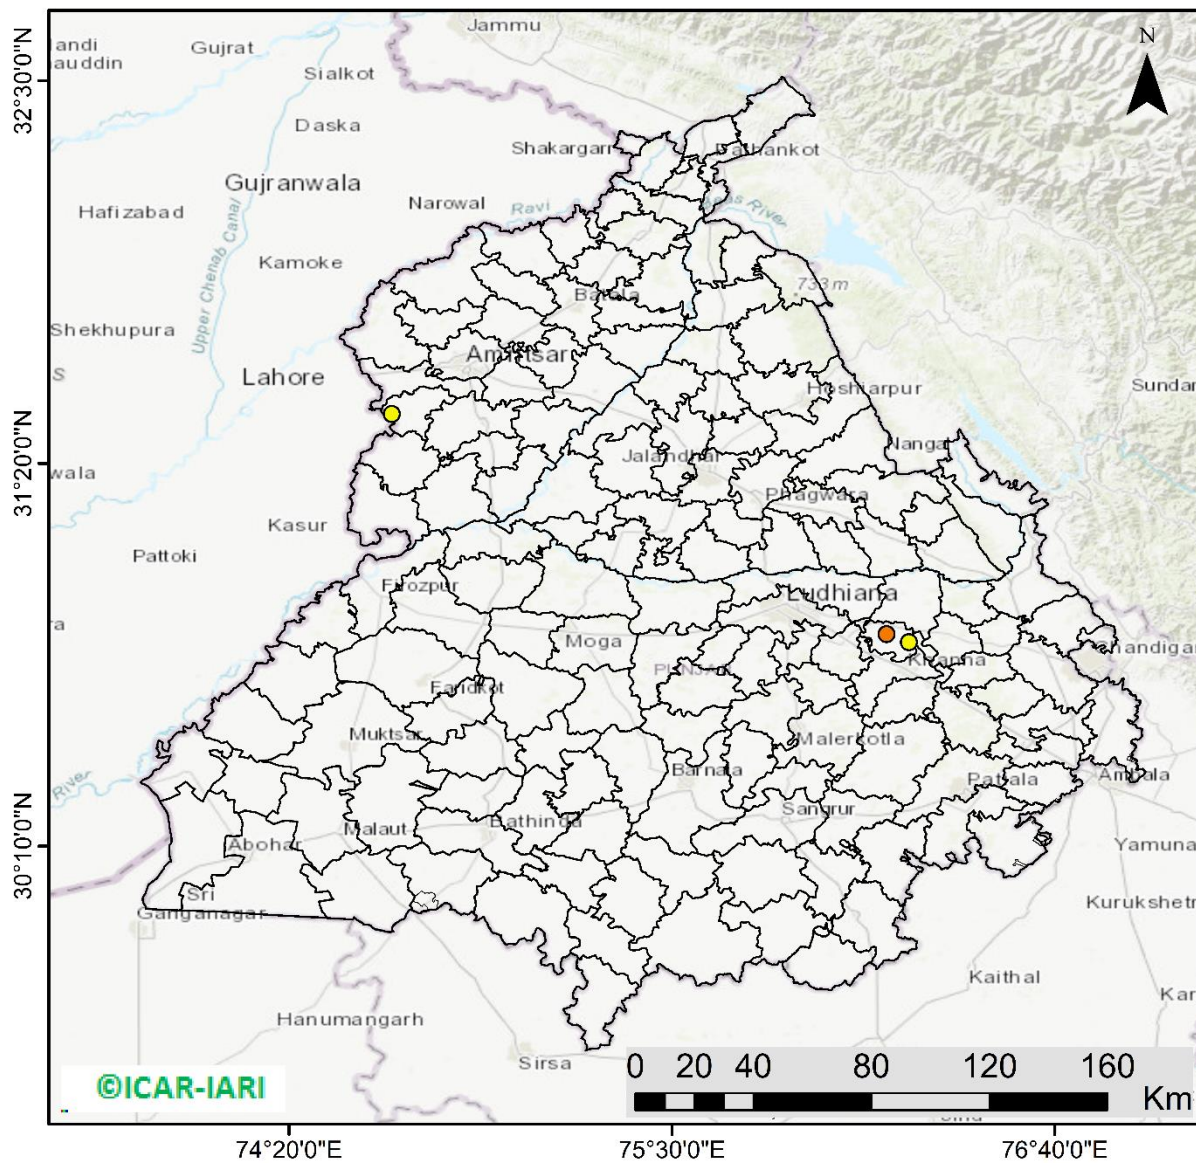 Jammu
N
Gujrat
Sialkot
32°30'0"N
Daska
Shakargarh
Pathankot
Gujranwala
Hafizabad
Narowal
Ravi
River
Upper Chenab Canal
Kamoke
733 m
Batala
Shekhupura
Amritsar
Lahore
Hoshiarpur
Sundar
31°20'0"N
Nanga
wala
Jalandhar
Phagwara
Kasur
Pattoki
Firozpur
Ludhiana
Moga
Chandigar
Khanna
PUNJAB
Faridkot
Muktsar
Malerkotla
Barnala
Patiala
Ambala
River
Sangrur
Bathinda
Malaut
Abohar
Yamuna
30°10'0"N
Sri
Ganganagar
Kurukshetr
Kaithal
Kar
Hanumangarh
Sirsa
0 20 40 80 120 160
Km
©ICAR-IARI
74°20'0"E 75°30'0"E 76°40'0"E